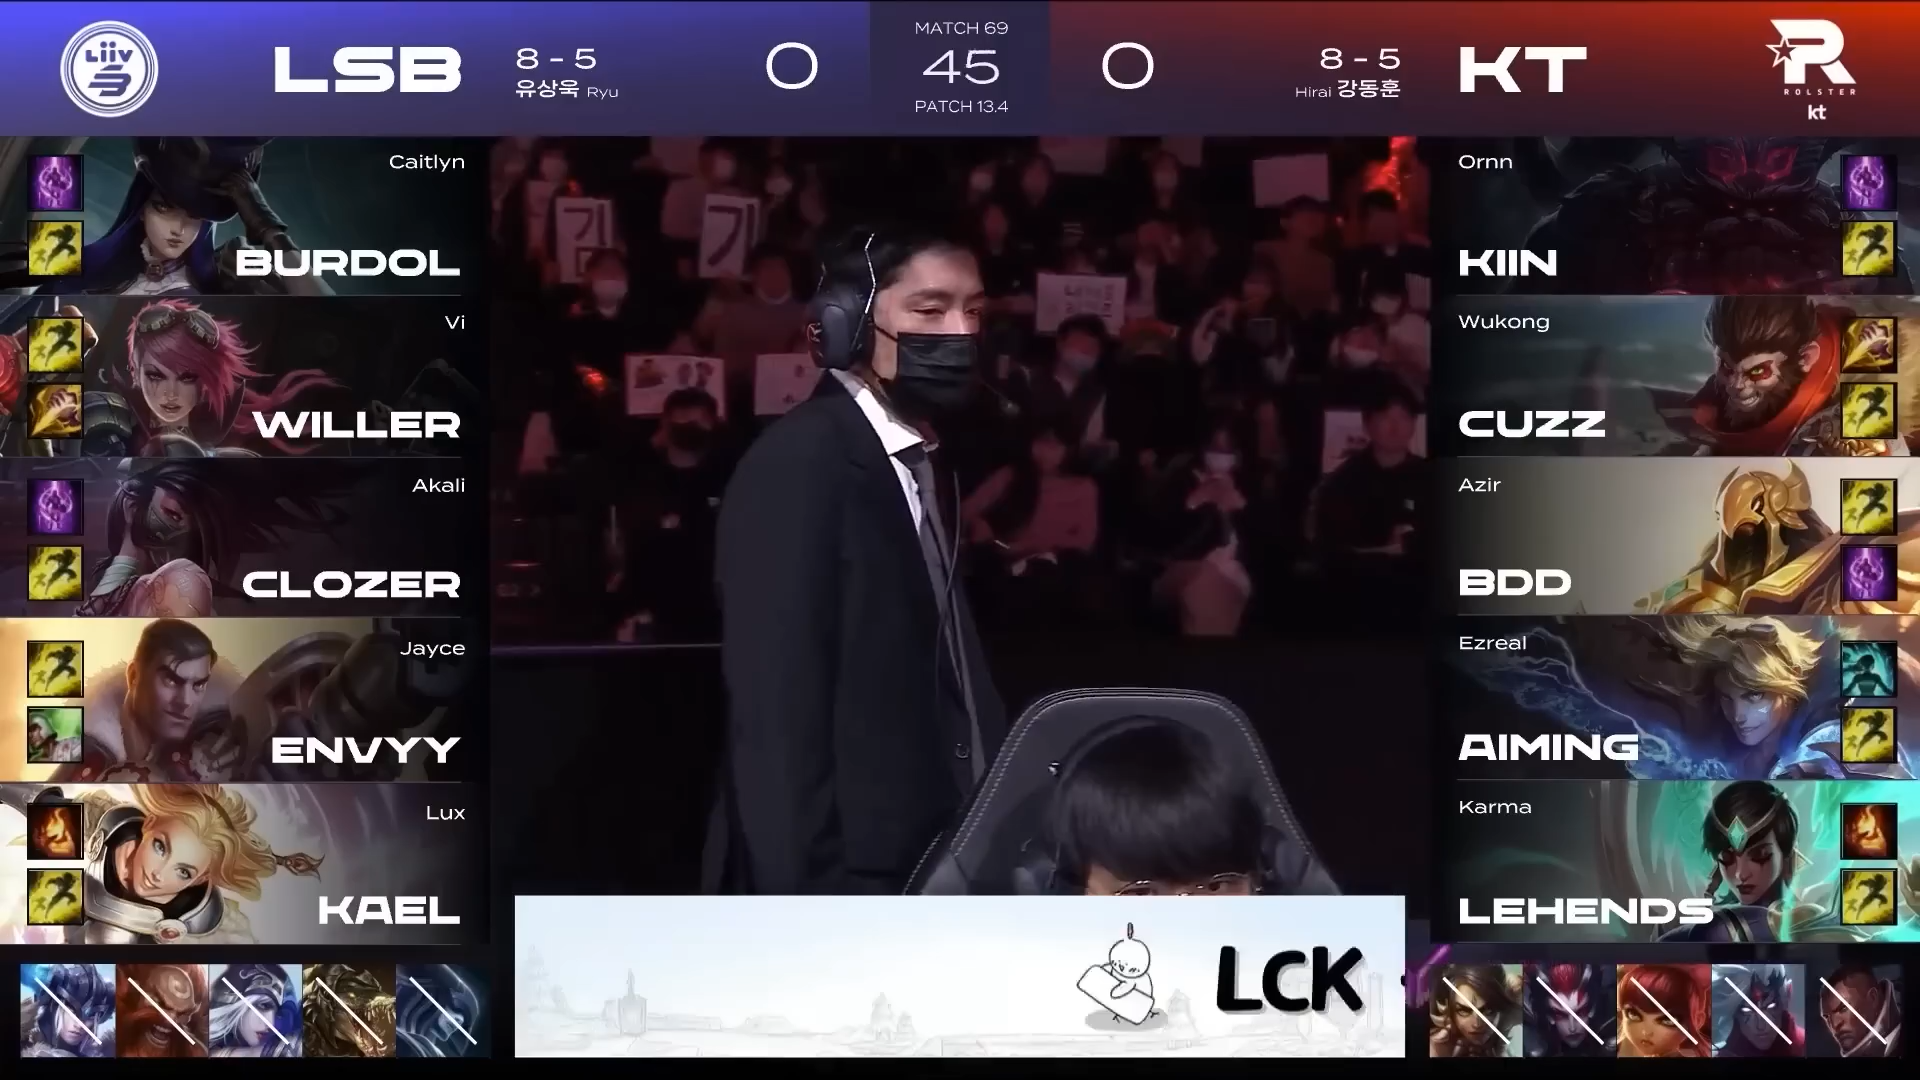 Liiv
LSB
8 - 5
유상욱 Ryu
0
MATCH 69
45
PATCH 13.4
0
8 - 5
Hirai 강동훈
KT
R
ROLSTER
kt
Caitlyn
BURDOL
Vi
WILLER
Akali
CLOZER
Jayce
ENVYY
Lux
KAEL
Ornn
KIIN
Wukong
CUZZ
Azir
BDD
Ezreal
AIMING
Karma
LEHENDS
LCK